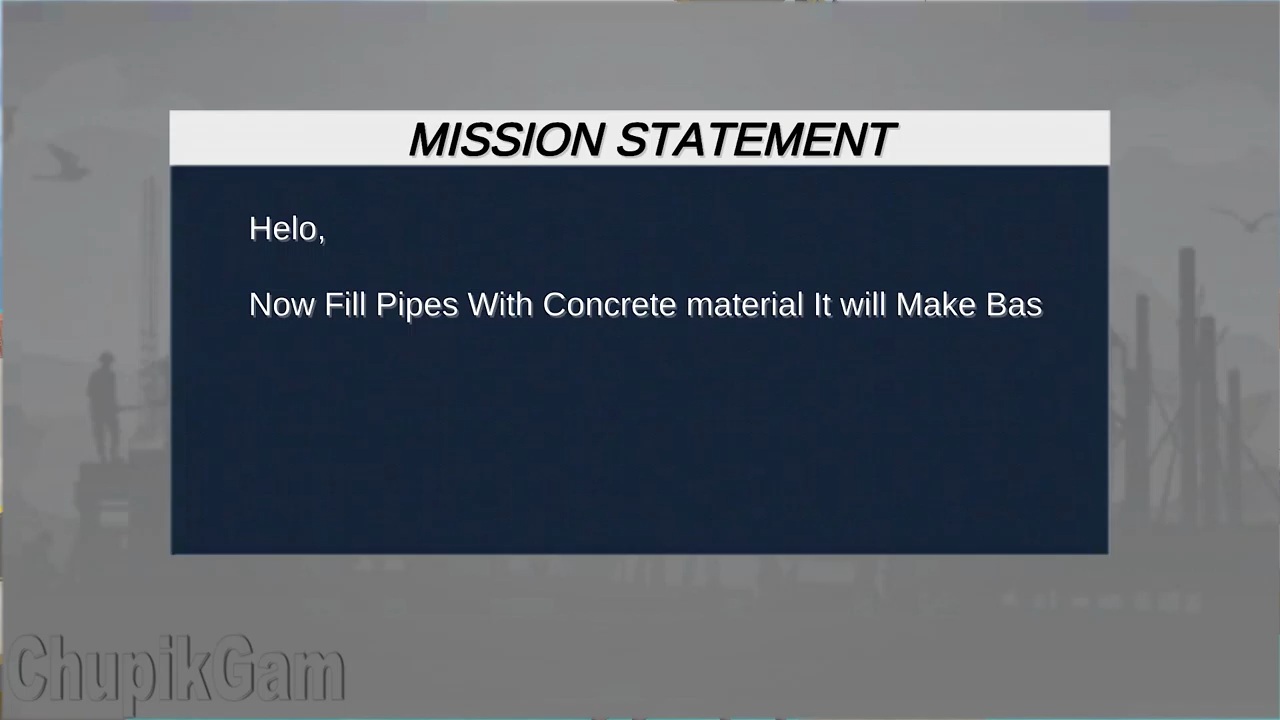 MISSION STATEMENT
Helo,
Now Fill Pipes With Concrete material It will Make Bas
ChupikGam